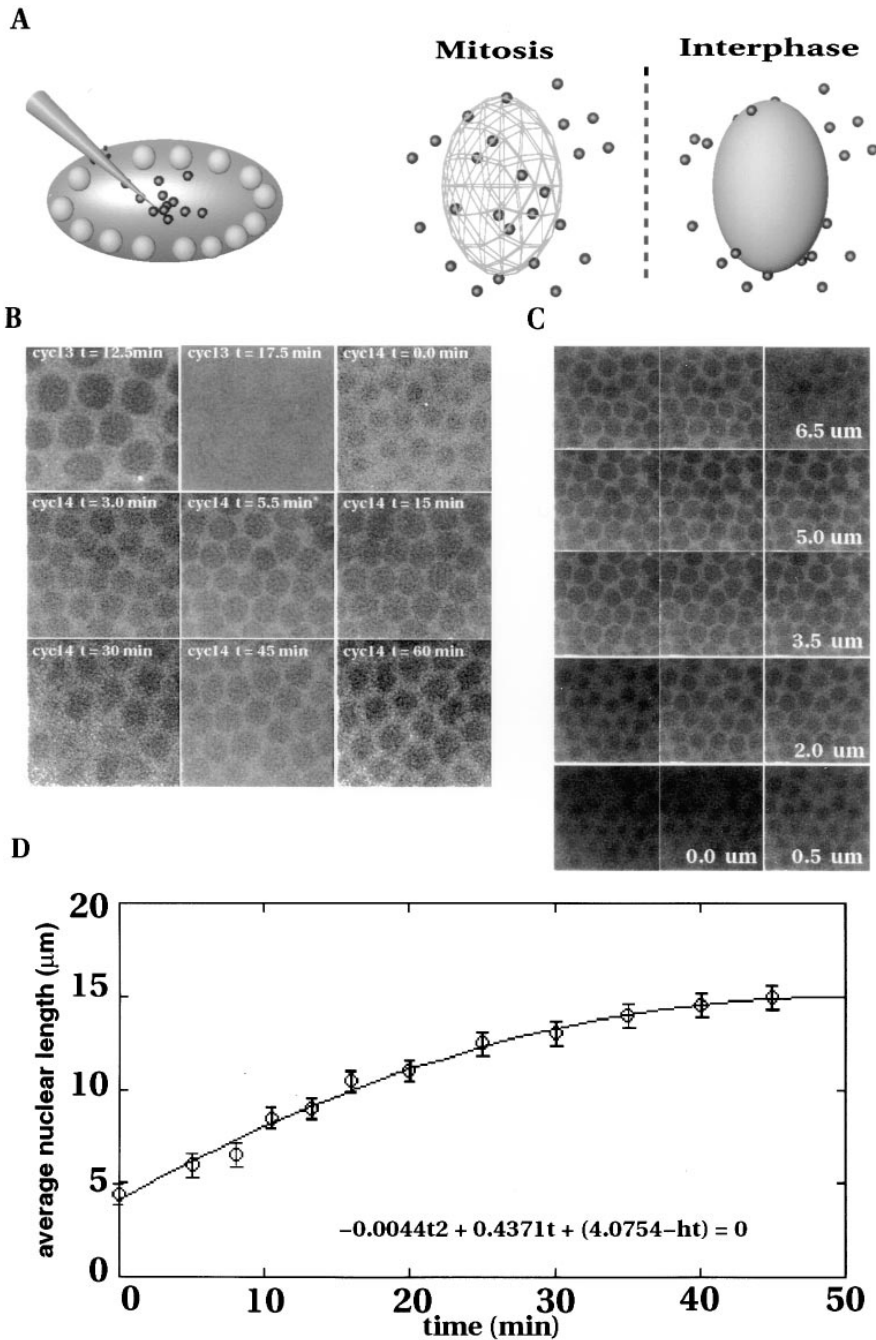 A
Mitosis
Interphase
B
cyc13 t = 12.5min
cyc13 t = 17.5 min
cyc14 t = 0.0 min
cyc14 t = 3.0 min
cyc14 t = 5.5 min*
cyc14 t = 15 min
cyc14 t = 30 min
cyc14 t = 45 min
cyc14 t = 60 min
C
6.5 um
5.0 um
3.5 um
2.0 um
0.0 um
0.5 um
D
average nuclear length (μm)
20
15
10
5
0
−0.0044t2 + 0.4371t + (4.0754−ht) = 0
0
10
20
30
40
50
time (min)